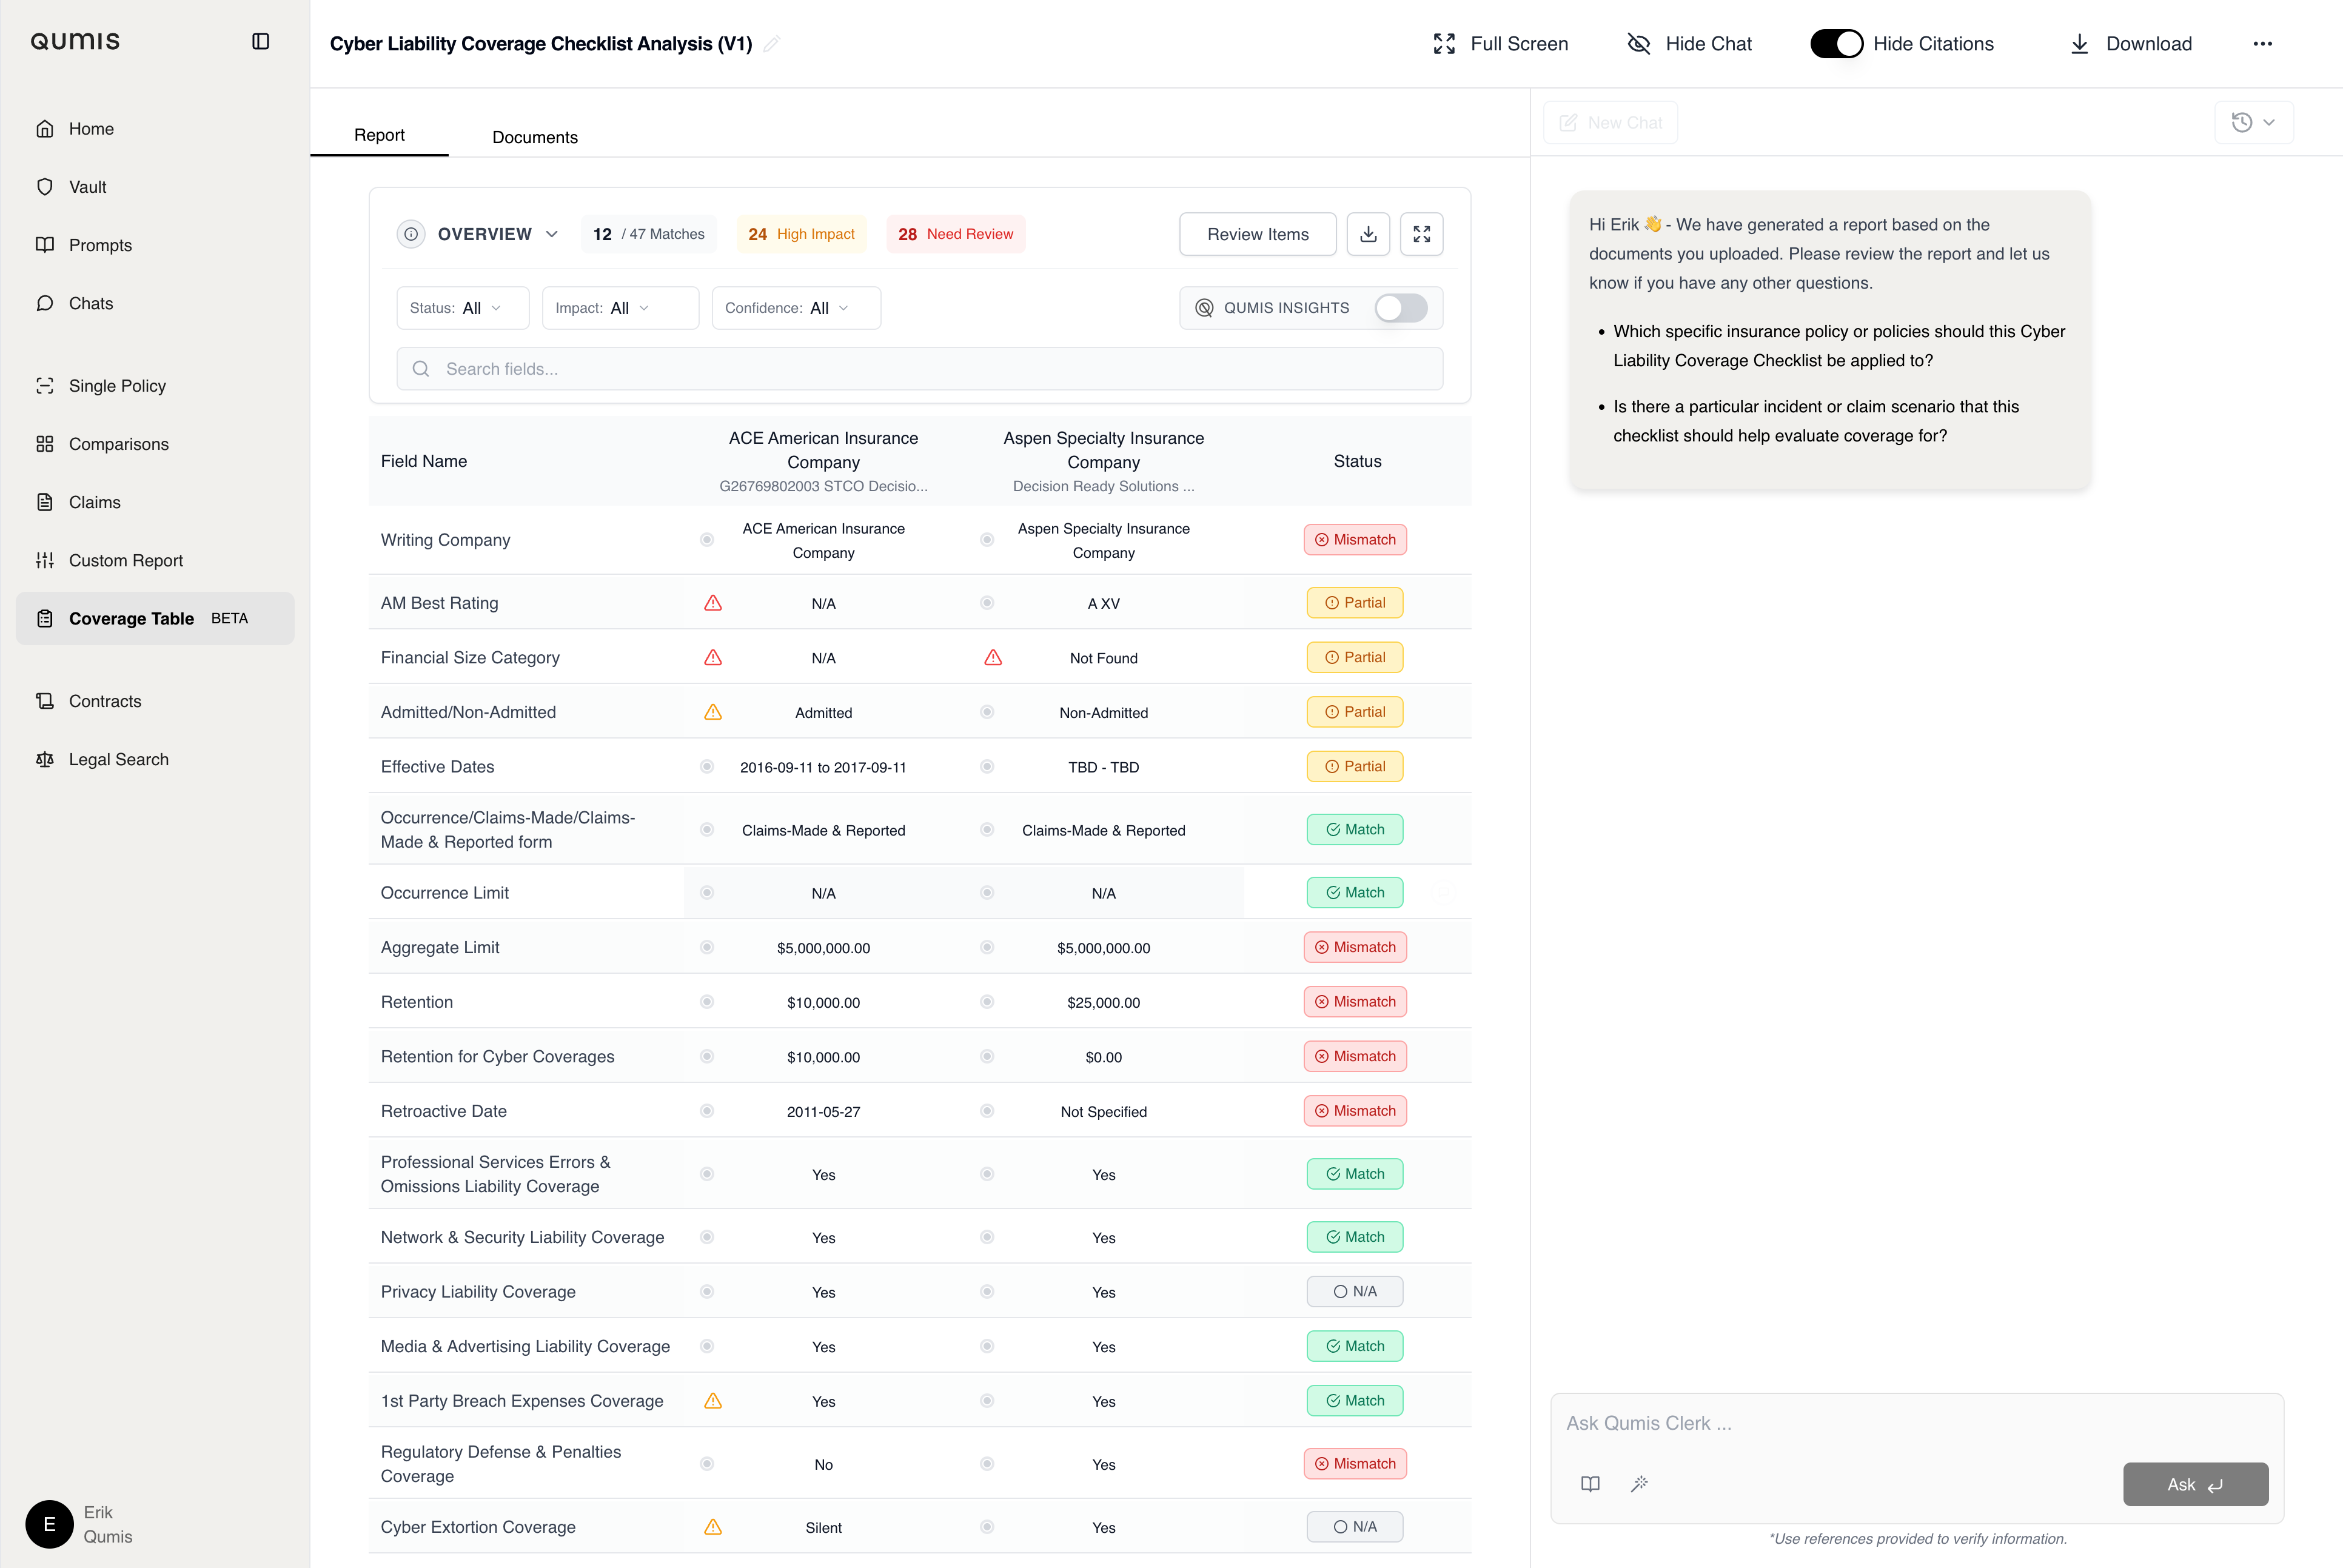 QUMIS
Home
Vault
Prompts
Chats
Single Policy
Comparisons
Claims
Custom Report
Coverage Table BETA
Contracts
Legal Search
E
Erik
Qumis
Cyber Liability Coverage Checklist Analysis (V1)
Full Screen
Hide Chat
Hide Citations
Download
Report
Documents
OVERVIEW
12 / 47 Matches
24 High Impact
28 Need Review
Review Items
Status: All
Impact: All
Confidence: All
QUMIS INSIGHTS
Search fields...
Field Name
ACE American Insurance
Company
G26769802003 STCO Decisio...
Aspen Specialty Insurance
Company
Decision Ready Solutions ...
Status
Writing Company
ACE American Insurance
Company
Aspen Specialty Insurance
Company
Mismatch
AM Best Rating
N/A
A XV
Partial
Financial Size Category
N/A
Not Found
Partial
Admitted/Non-Admitted
Admitted
Non-Admitted
Partial
Effective Dates
2016-09-11 to 2017-09-11
TBD - TBD
Partial
Occurrence/Claims-Made/Claims-
Made & Reported form
Claims-Made & Reported
Claims-Made & Reported
Match
Occurrence Limit
N/A
N/A
Match
Aggregate Limit
$5,000,000.00
$5,000,000.00
Mismatch
Retention
$10,000.00
$25,000.00
Mismatch
Retention for Cyber Coverages
$10,000.00
$0.00
Mismatch
Retroactive Date
2011-05-27
Not Specified
Mismatch
Professional Services Errors &
Omissions Liability Coverage
Yes
Yes
Match
Network & Security Liability Coverage
Yes
Yes
Match
Privacy Liability Coverage
Yes
Yes
N/A
Media & Advertising Liability Coverage
Yes
Yes
Match
1st Party Breach Expenses Coverage
Yes
Yes
Match
Regulatory Defense & Penalties
Coverage
No
Yes
Mismatch
Cyber Extortion Coverage
Silent
Yes
N/A
New Chat
Hi Erik 👋 - We have generated a report based on the
documents you uploaded. Please review the report and let us
know if you have any other questions.
• Which specific insurance policy or policies should this Cyber
Liability Coverage Checklist be applied to?
• Is there a particular incident or claim scenario that this
checklist should help evaluate coverage for?
Ask Qumis Clerk ...
Ask
*Use references provided to verify information.